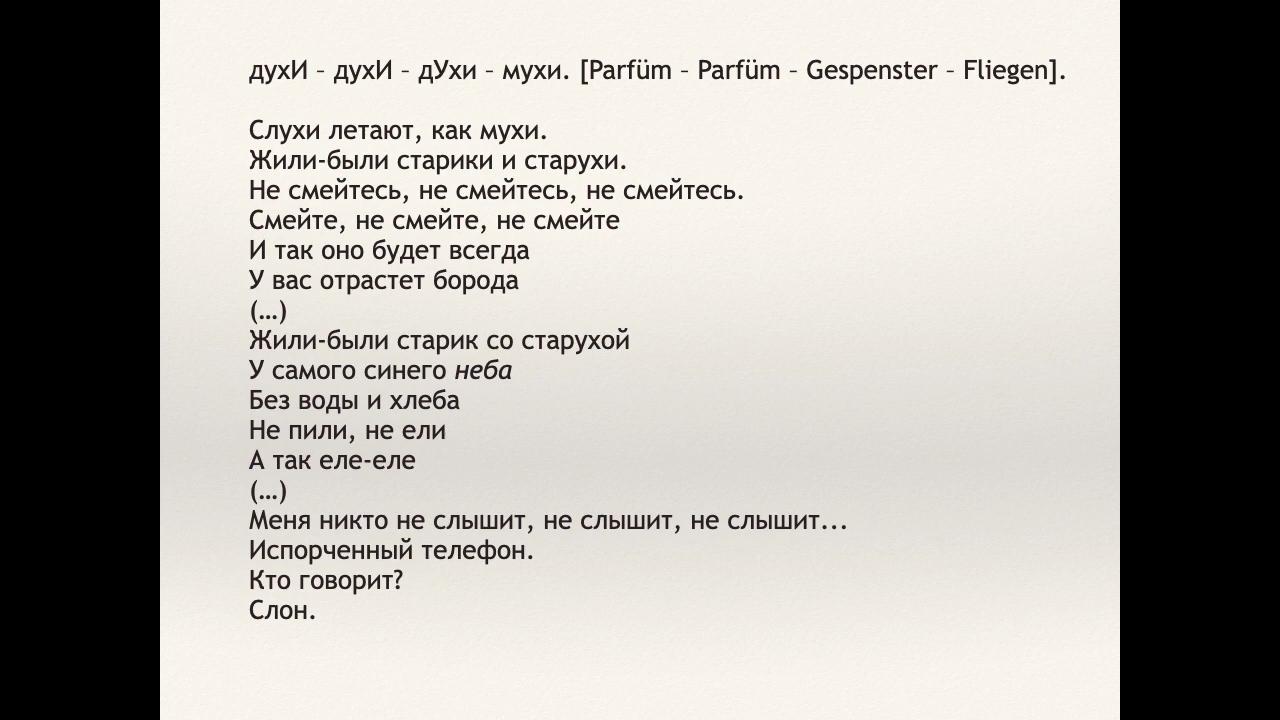 духИ – духИ – дУхи – мухи. [Parfüm – Parfüm – Gespenster – Fliegen].
Слухи летают, как мухи.
Жили-были старики и старухи.
Не смейтесь, не смейтесь, не смейтесь.
Смейте, не смейте, не смейте
И так оно будет всегда
У вас отрастет борода
(…)
Жили-были старик со старухой
У самого синего неба
Без воды и хлеба
Не пили, не ели
А так еле-еле
(…)
Меня никто не слышит, не слышит, не слышит...
Испорченный телефон.
Кто говорит?
Слон.